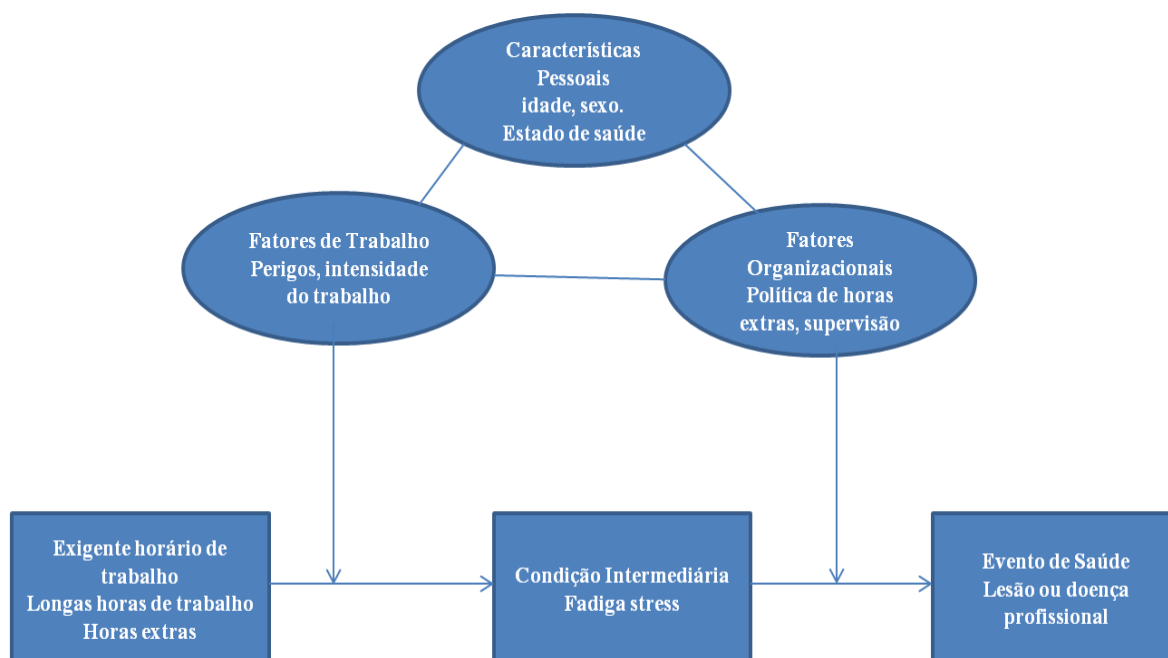 Características
Pessoais
idade, sexo.
Estado de saúde
Fatores de Trabalho
Perigos, intensidade
do trabalho
Fatores
Organizacionais
Política de horas
extras, supervisão
Exigente horário de
trabalho
Longas horas de trabalho
Horas extras
Condição Intermediária
Fadiga stress
Evento de Saúde
Lesão ou doença
profissional